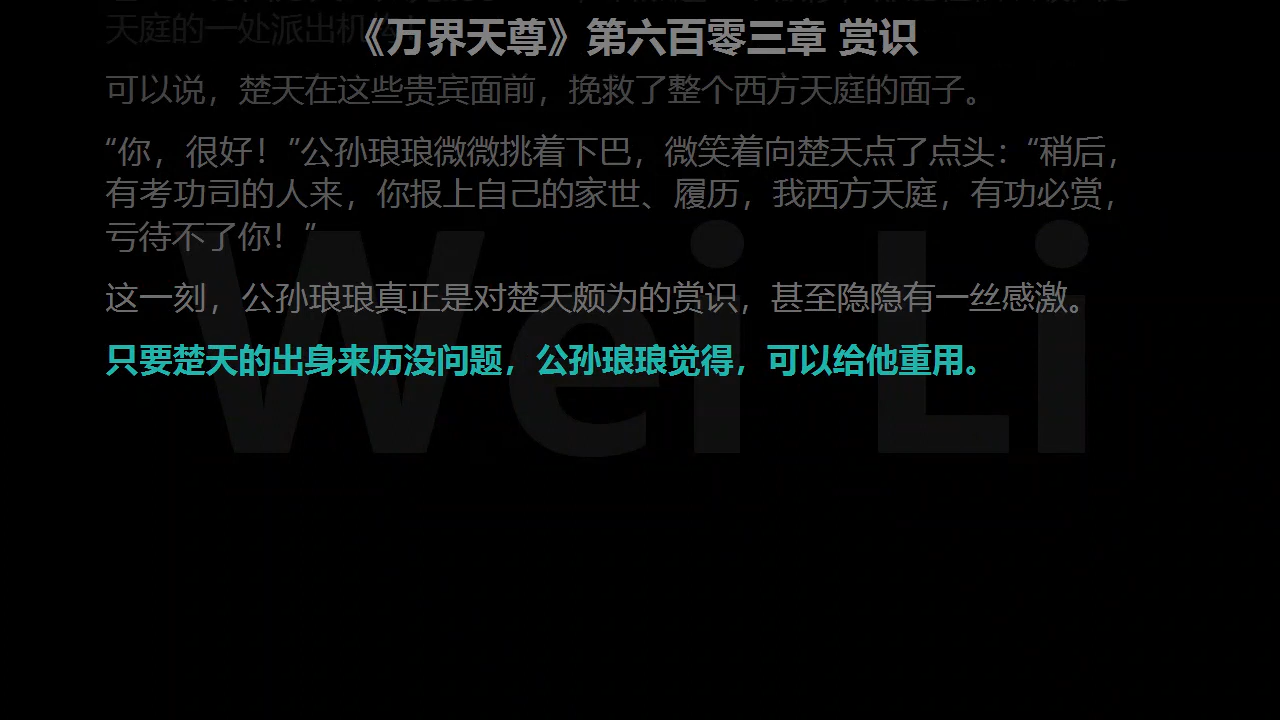 《万界天尊》第六百零三章 赏识
天庭的一处派出机
可以说，楚天在这些贵宾面前，挽救了整个西方天庭的面子。
“你，很好！”公孙琅琅微微挑着下巴，微笑着向楚天点了点头：“稍后，
有考功司的人来，你报上自己的家世、履历，我西方天庭，有功必赏，
亏待不了你！”
这一刻，公孙琅琅真正是对楚天颇为的赏识，甚至隐隐有一丝感激。
只要楚天的出身来历没问题，公孙琅琅觉得，可以给他重用。
Wei Li